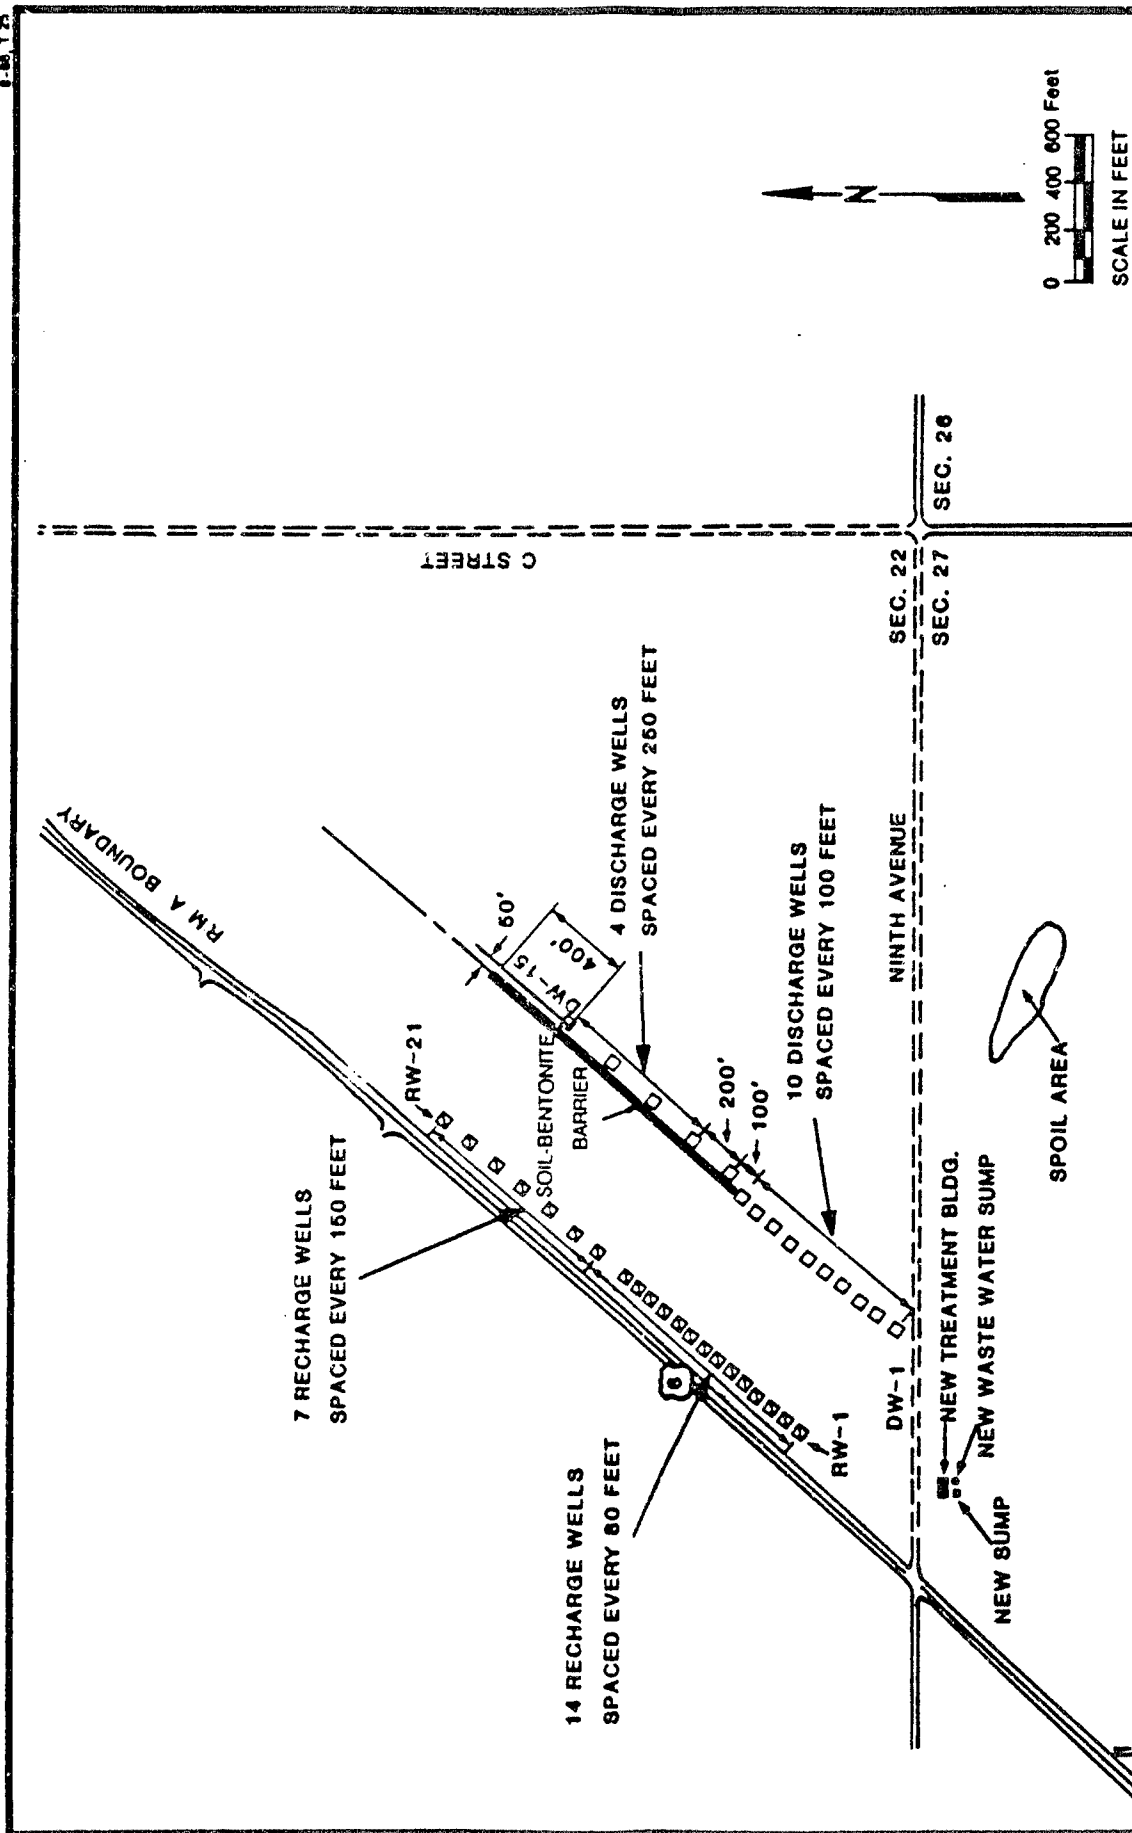 RMA BOUNDARY
C STREET
7 RECHARGE WELLS
SPACED EVERY 150 FEET
RW-21
SOIL-BENTONITE
BARRIER
DW-15
50'
400'
4 DISCHARGE WELLS
SPACED EVERY 250 FEET
200'
100'
10 DISCHARGE WELLS
SPACED EVERY 100 FEET
14 RECHARGE WELLS
SPACED EVERY 80 FEET
6
RW-1
DW-1
NINTH AVENUE
SEC. 22
SEC. 27
SEC. 26
NEW TREATMENT BLDG.
NEW WASTE WATER SUMP
NEW SUMP
SPOIL AREA
N
0 200 400 600 Feet
SCALE IN FEET